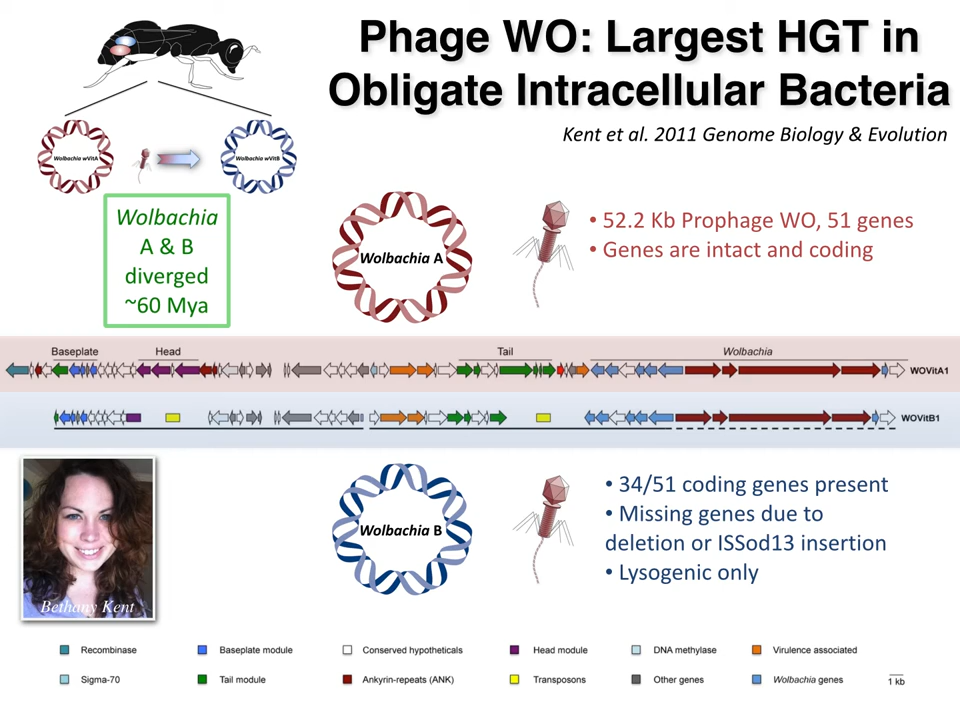 Phage WO: Largest HGT in
Obligate Intracellular Bacteria
Kent et al. 2011 Genome Biology & Evolution
Wolbachia wVitA
Wolbachia wVitB
Wolbachia
A & B
diverged
~60 Mya
Wolbachia A
• 52.2 Kb Prophage WO, 51 genes
• Genes are intact and coding
Baseplate
Head
Tail
Wolbachia
WOVitA1
WOVitB1
Bethany Kent
Wolbachia B
• 34/51 coding genes present
• Missing genes due to
deletion or ISSod13 insertion
• Lysogenic only
Recombinase
Baseplate module
Conserved hypotheticals
Head module
DNA methylase
Virulence associated
Sigma-70
Tail module
Ankyrin-repeats (ANK)
Transposons
Other genes
Wolbachia genes
1 kb